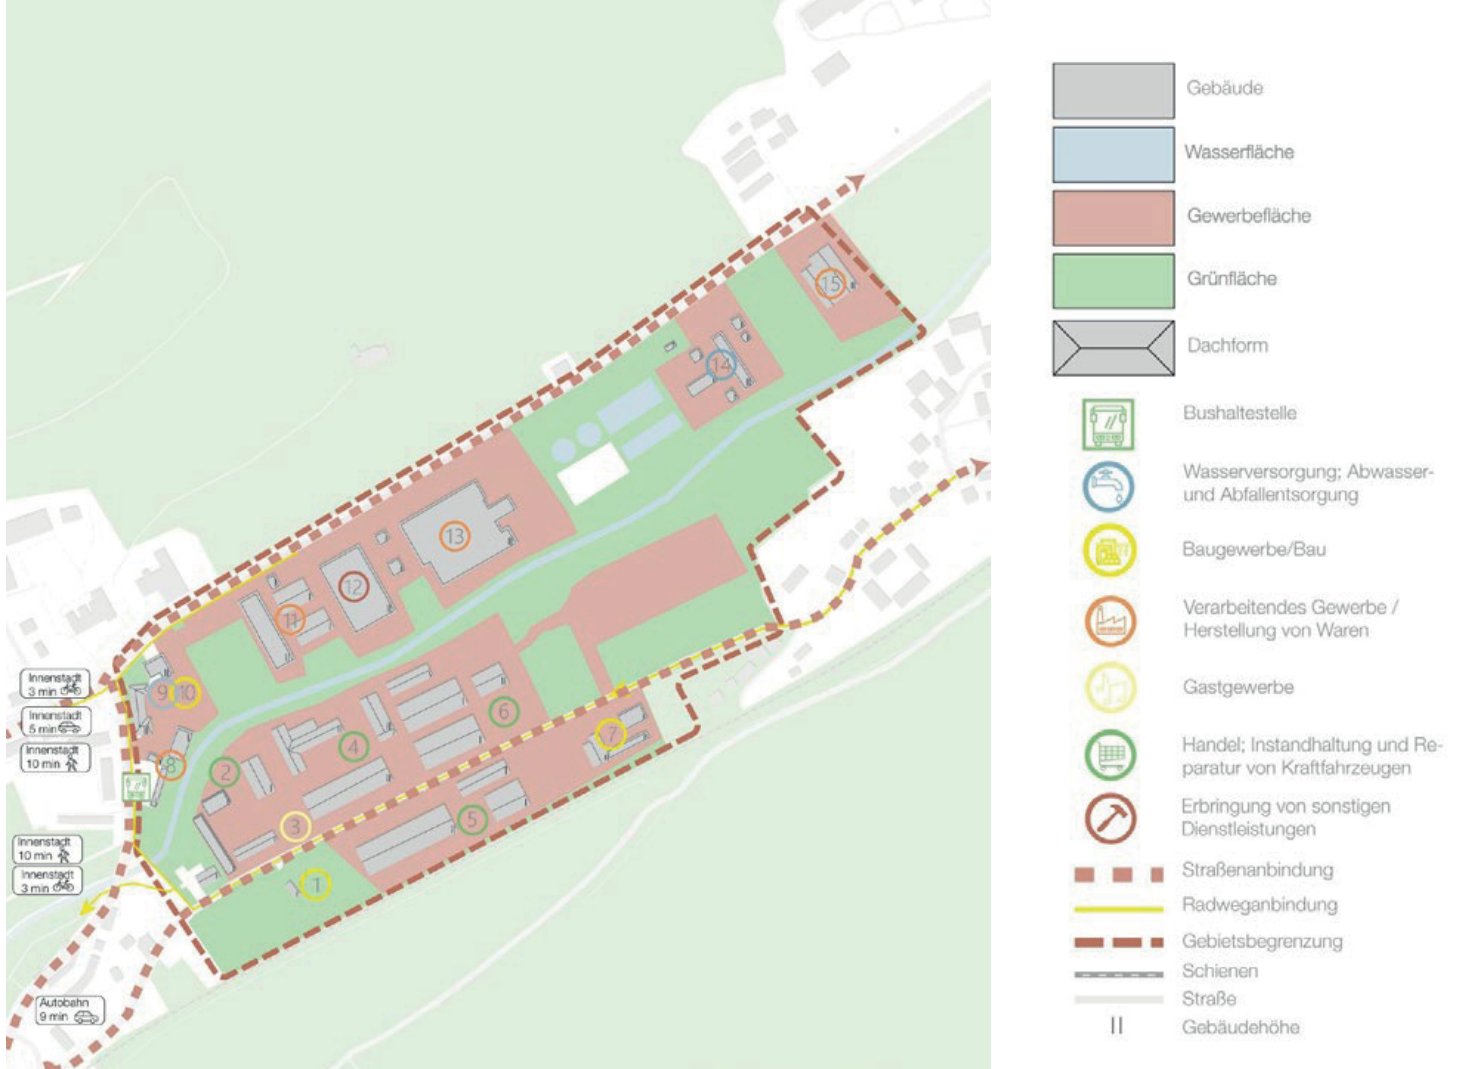 15
14
13
12
11
9
10
6
7
4
8
2
3
5
1
Innenstadt
3 min
Innenstadt
5 min
Innenstadt
10 min
Innenstadt
10 min
Innenstadt
3 min
Autobahn
9 min
Gebäude
Wasserfläche
Gewerbefläche
Grünfläche
Dachform
Bushaltestelle
Wasserversorgung; Abwasser-
und Abfallentsorgung
Baugewerbe/Bau
Verarbeitendes Gewerbe /
Herstellung von Waren
Gastgewerbe
Handel; Instandhaltung und Re-
paratur von Kraftfahrzeugen
Erbringung von sonstigen
Dienstleistungen
Straßenanbindung
Radweganbindung
Gebietsbegrenzung
Schienen
Straße
II Gebäudehöhe